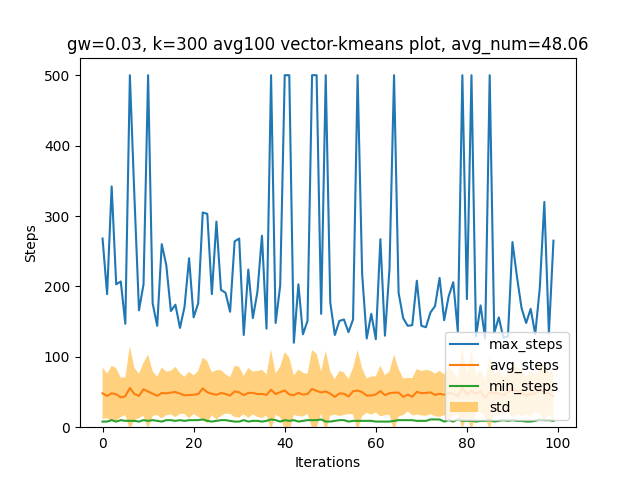 gw=0.03, k=300 avg100 vector-kmeans plot, avg_num=48.06
500
400
300
200
100
0
Steps
max_steps
avg_steps
min_steps
std
0 20 40 60 80 100
Iterations